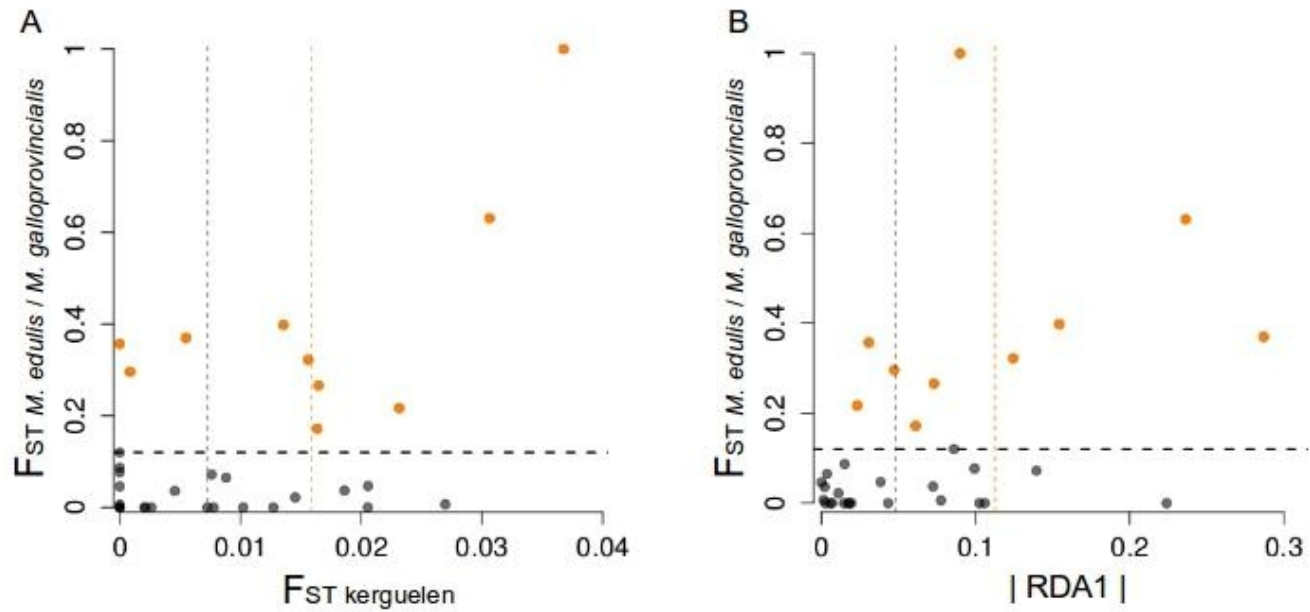 A
FST M. edulis / M. galloprovincialis
1
0.8
0.6
0.4
0.2
0
0 0.01 0.02 0.03 0.04
FST kerguelen
B
FST M. edulis / M. galloprovincialis
1
0.8
0.6
0.4
0.2
0
0 0.1 0.2 0.3
| RDA1 |